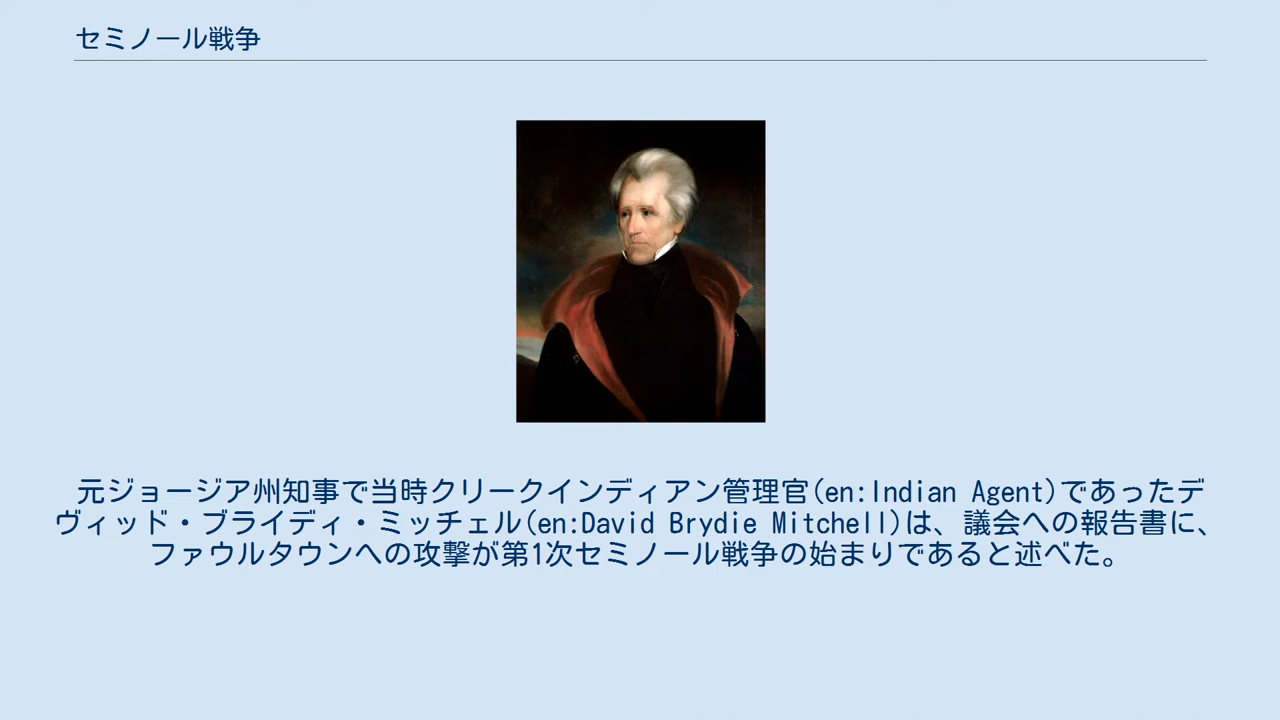 セミノール戦争
元ジョージア州知事で当時クリークインディアン管理官(en:Indian Agent)であったデ
ヴィッド・ブライディ・ミッチェル(en:David Brydie Mitchell)は、議会への報告書に、
ファウルタウンへの攻撃が第1次セミノール戦争の始まりであると述べた。